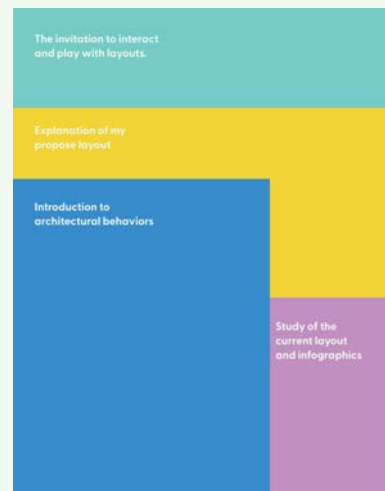 The invitation to interact
and play with layouts.
Explanation of my
propose layout
Introduction to
architectural behaviors
Study of the
current layout
and infographics